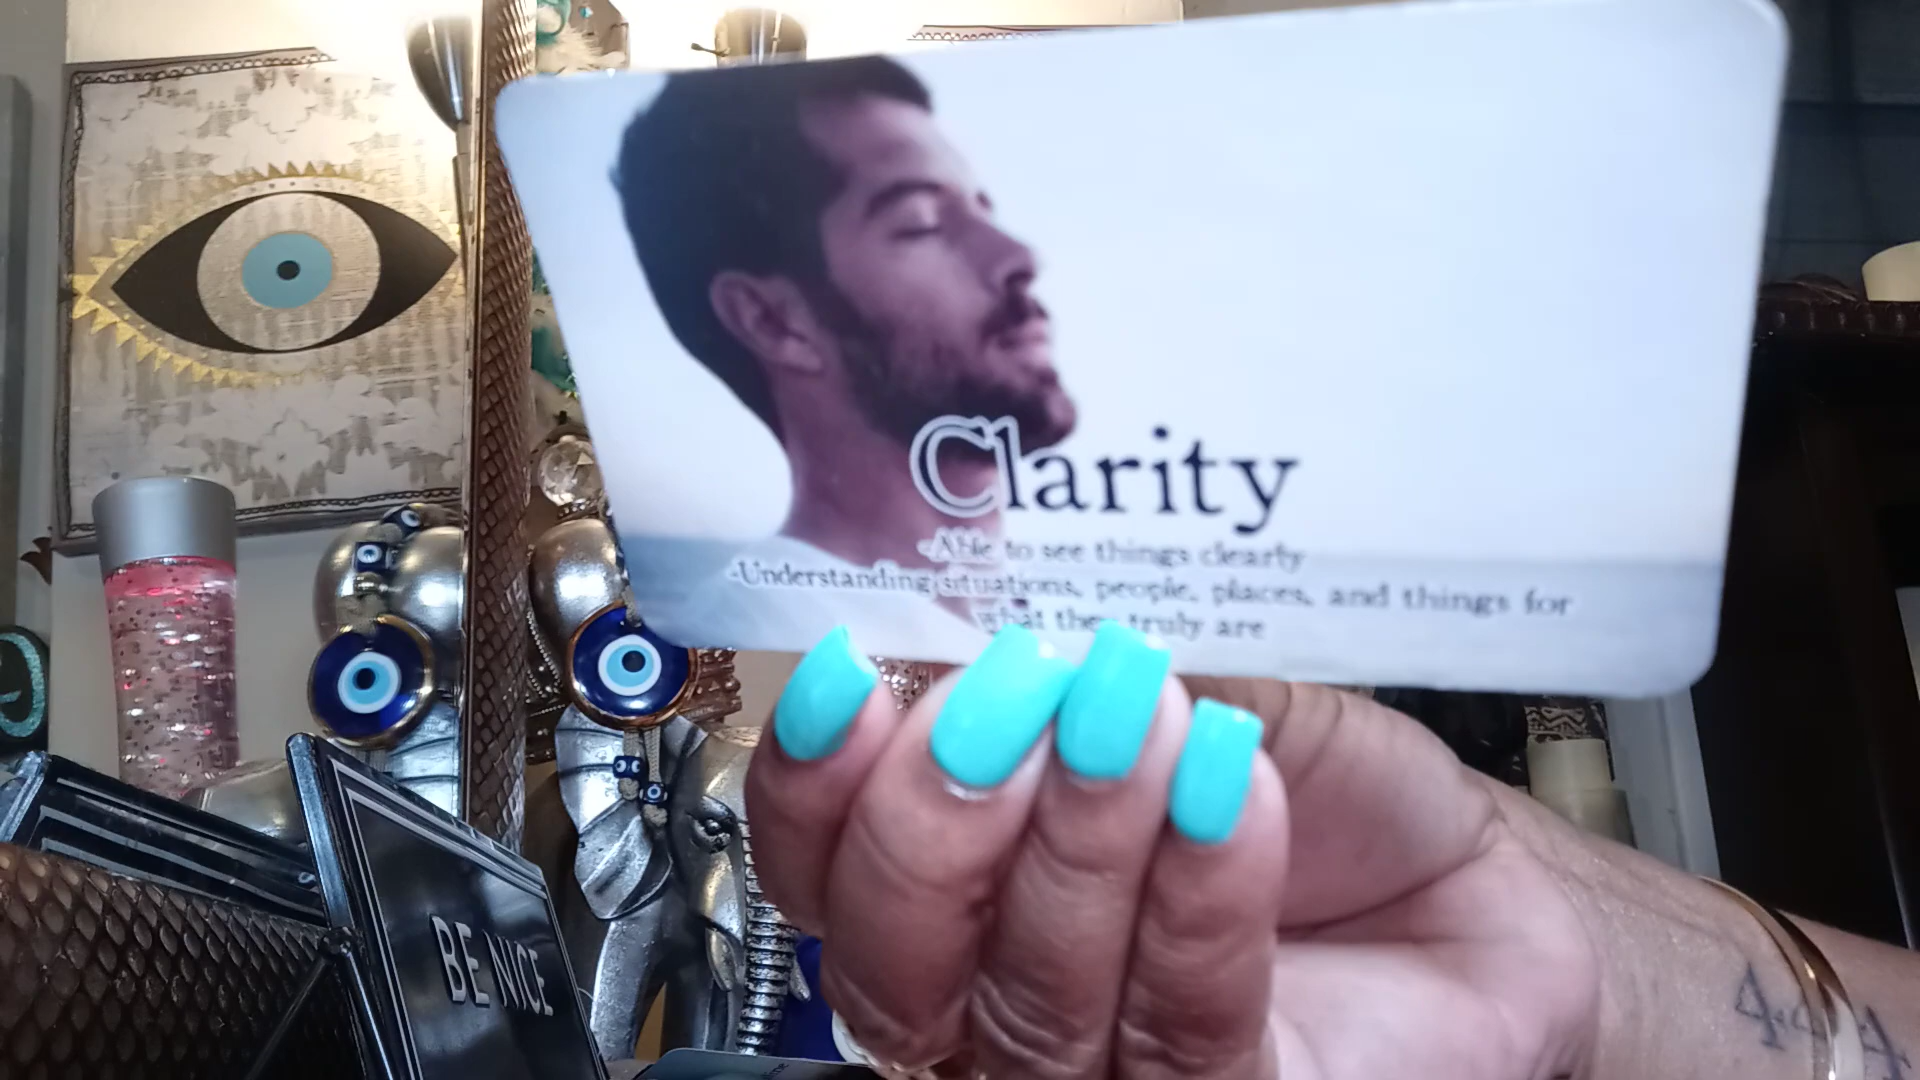 Clarity
-Able to see things clearly
-Understanding situations, people, places, and things for
what they truly are
BE NICE